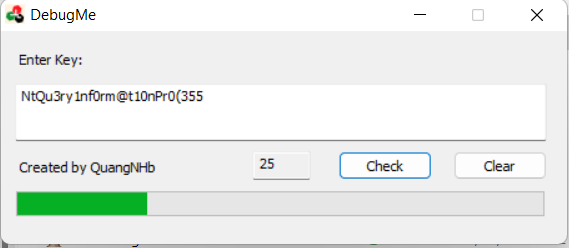 DebugMe
Enter Key:
NtQu3ry1nf0rm@t10nPr0(355
Created by QuangNHb
25
Check
Clear